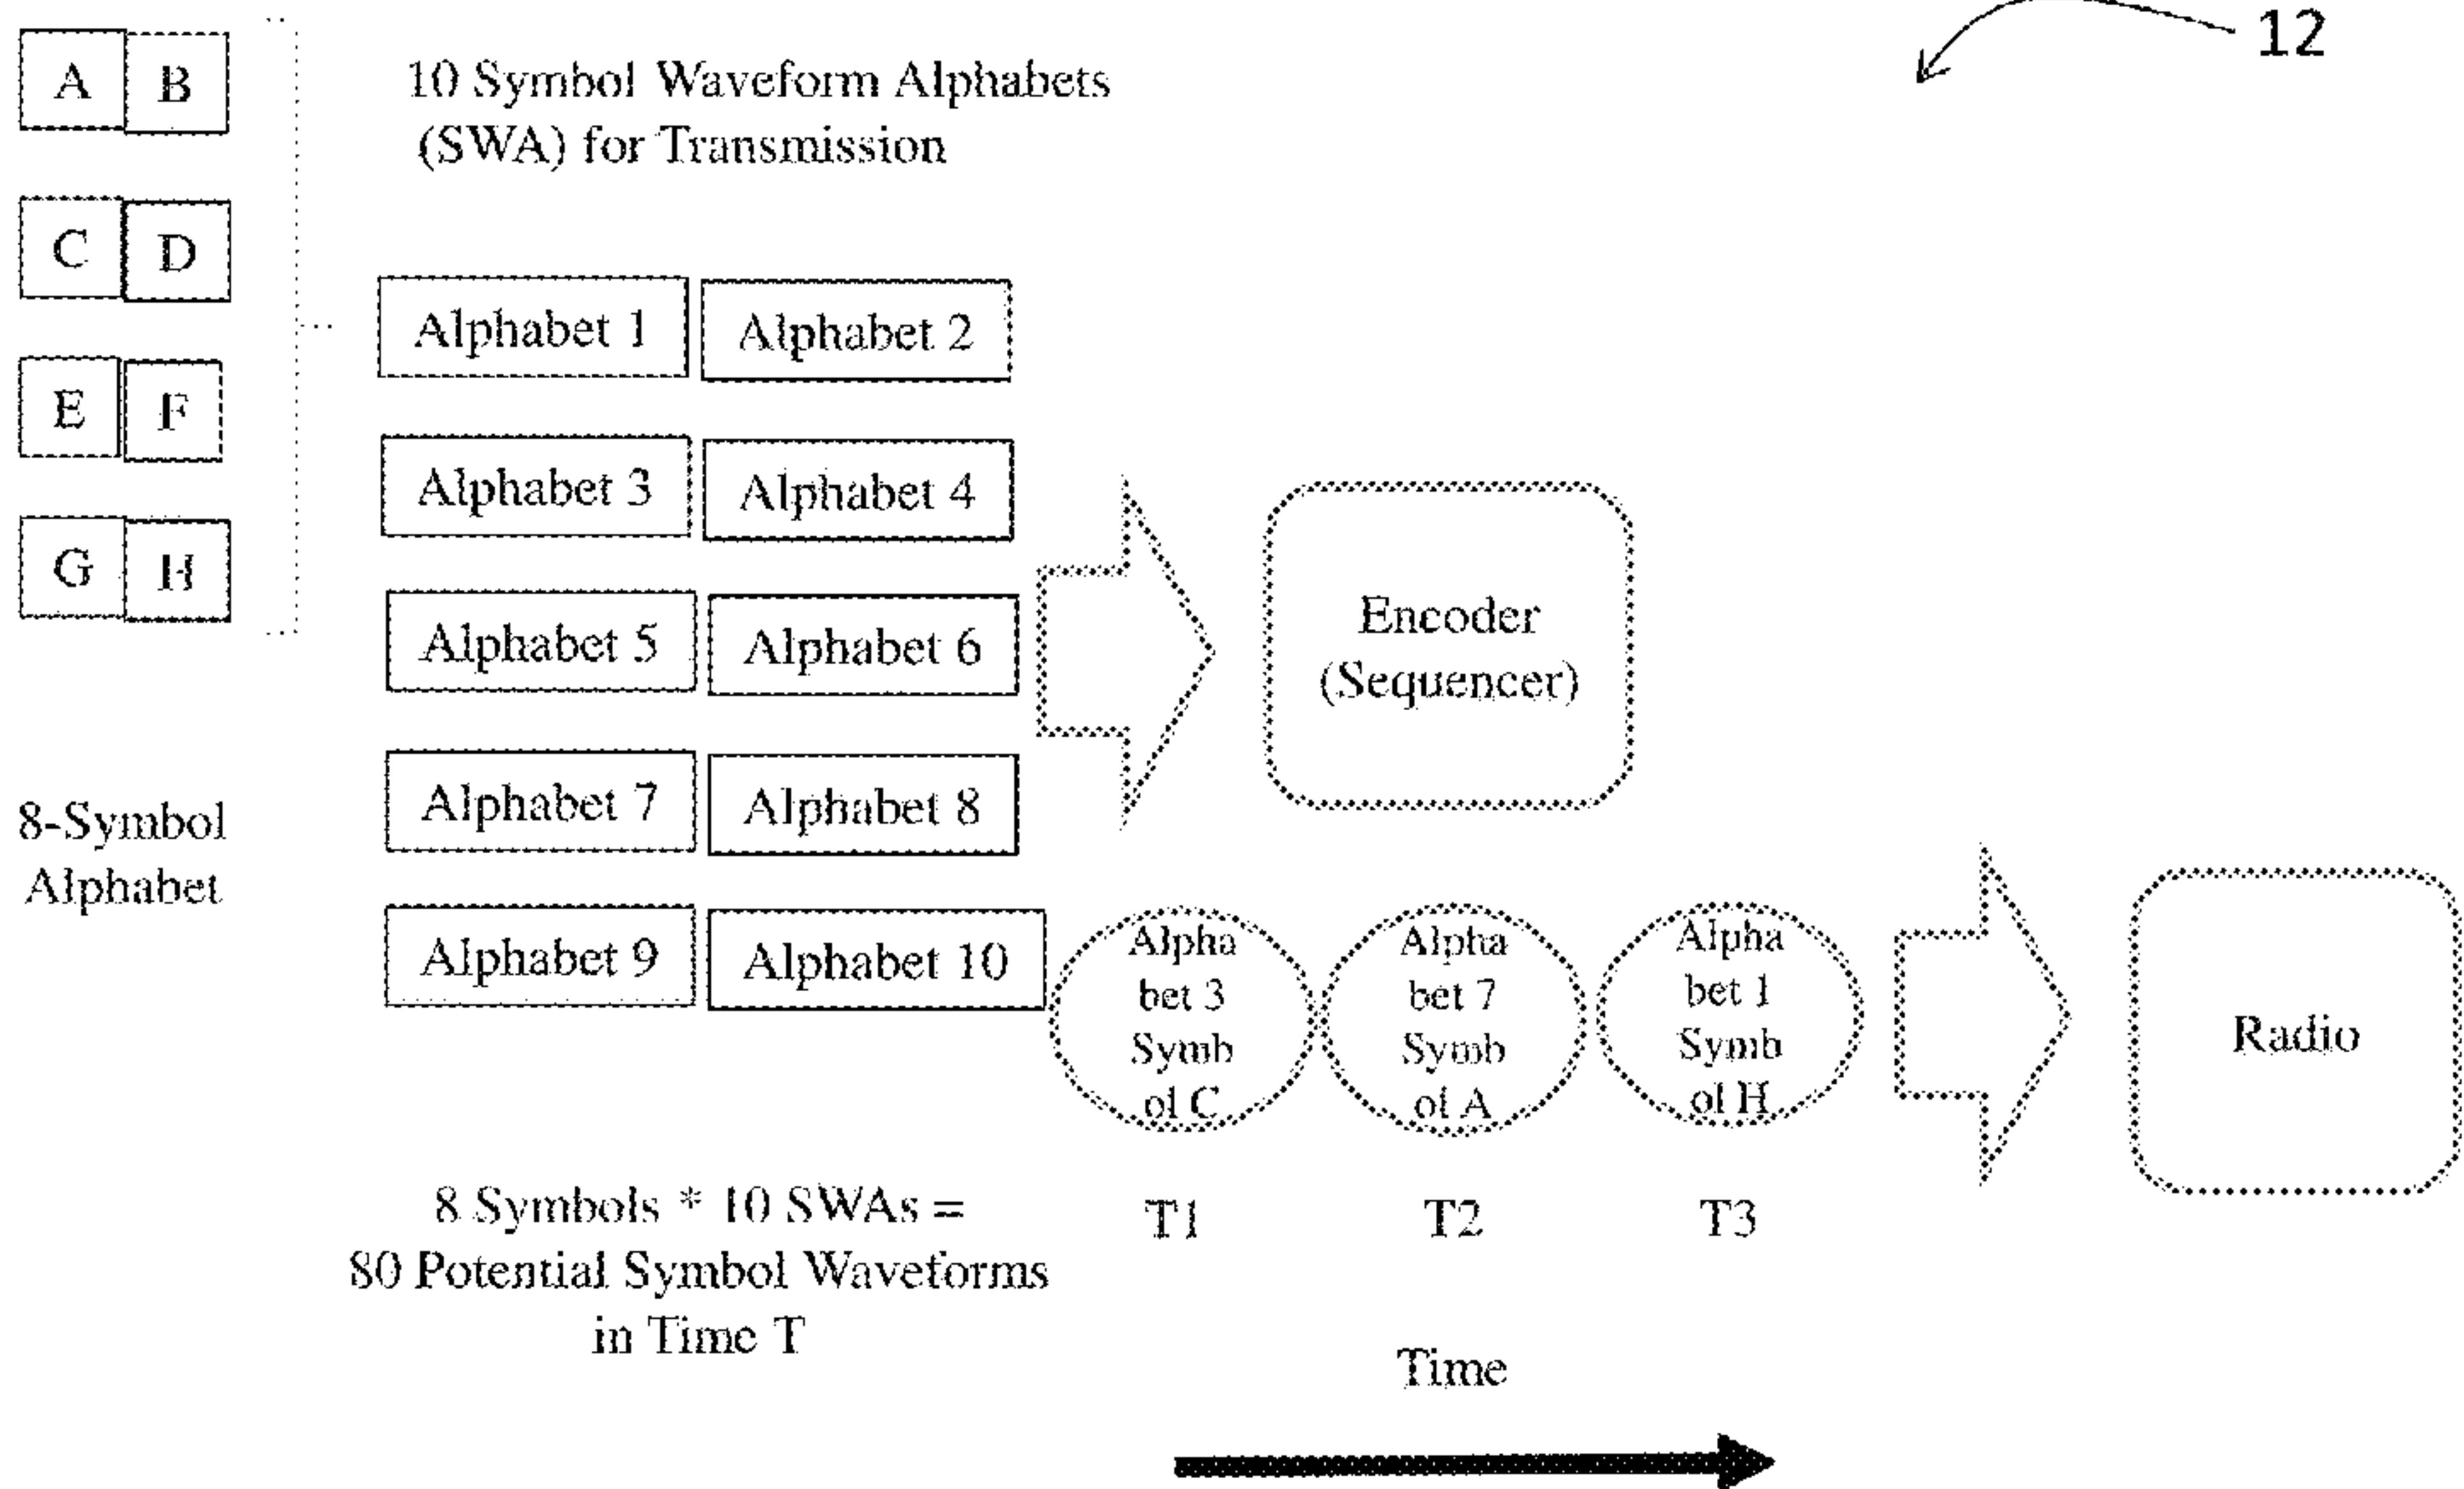 12
A B
C D
E F
G H
8-Symbol
Alphabet
10 Symbol Waveform Alphabets
(SWA) for Transmission
Alphabet 1 Alphabet 2
Alphabet 3 Alphabet 4
Alphabet 5 Alphabet 6
Alphabet 7 Alphabet 8
Alphabet 9 Alphabet 10
8 Symbols * 10 SWAs =
80 Potential Symbol Waveforms
in Time T
Encoder
(Sequencer)
Alpha
bet 3
Symb
ol C
T1
Alpha
bet 7
Symb
ol A
T2
Alpha
bet 1
Symb
ol H
T3
Radio
Time